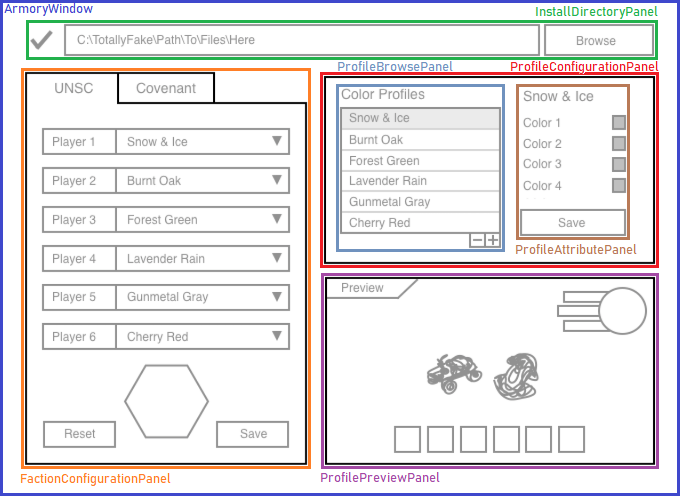 ArmoryWindow
InstallDirectoryPanel
C:\TotallyFake\Path\To\Files\Here
Browse
ProfileBrowsePanel
ProfileConfigurationPanel
UNSC
Covenant
Player 1
Snow & Ice
Player 2
Burnt Oak
Player 3
Forest Green
Player 4
Lavender Rain
Player 5
Gunmetal Gray
Player 6
Cherry Red
Reset
Save
FactionConfigurationPanel
Color Profiles
Snow & Ice
Burnt Oak
Forest Green
Lavender Rain
Gunmetal Gray
Cherry Red
Snow & Ice
Color 1
Color 2
Color 3
Color 4
Save
ProfileAttributePanel
Preview
ProfilePreviewPanel